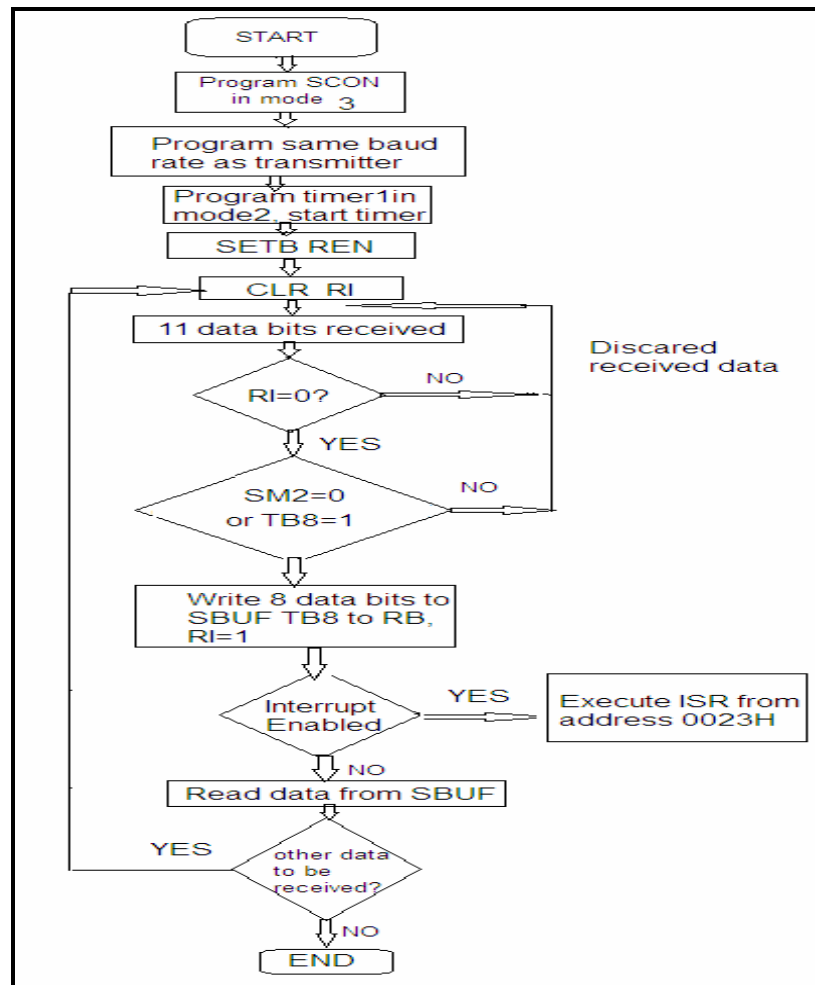 START
Program SCON
in mode 3
Program same baud
rate as transmitter
Program timer1in
mode2, start timer
SETB REN
CLR RI
11 data bits received
Discared
received data
RI=0?
NO
YES
SM2=0
or TB8=1
NO
Write 8 data bits to
SBUF TB8 to RB,
RI=1
Interrupt
Enabled
YES
Execute ISR from
address 0023H
NO
Read data from SBUF
YES
other data
to be
received?
NO
END